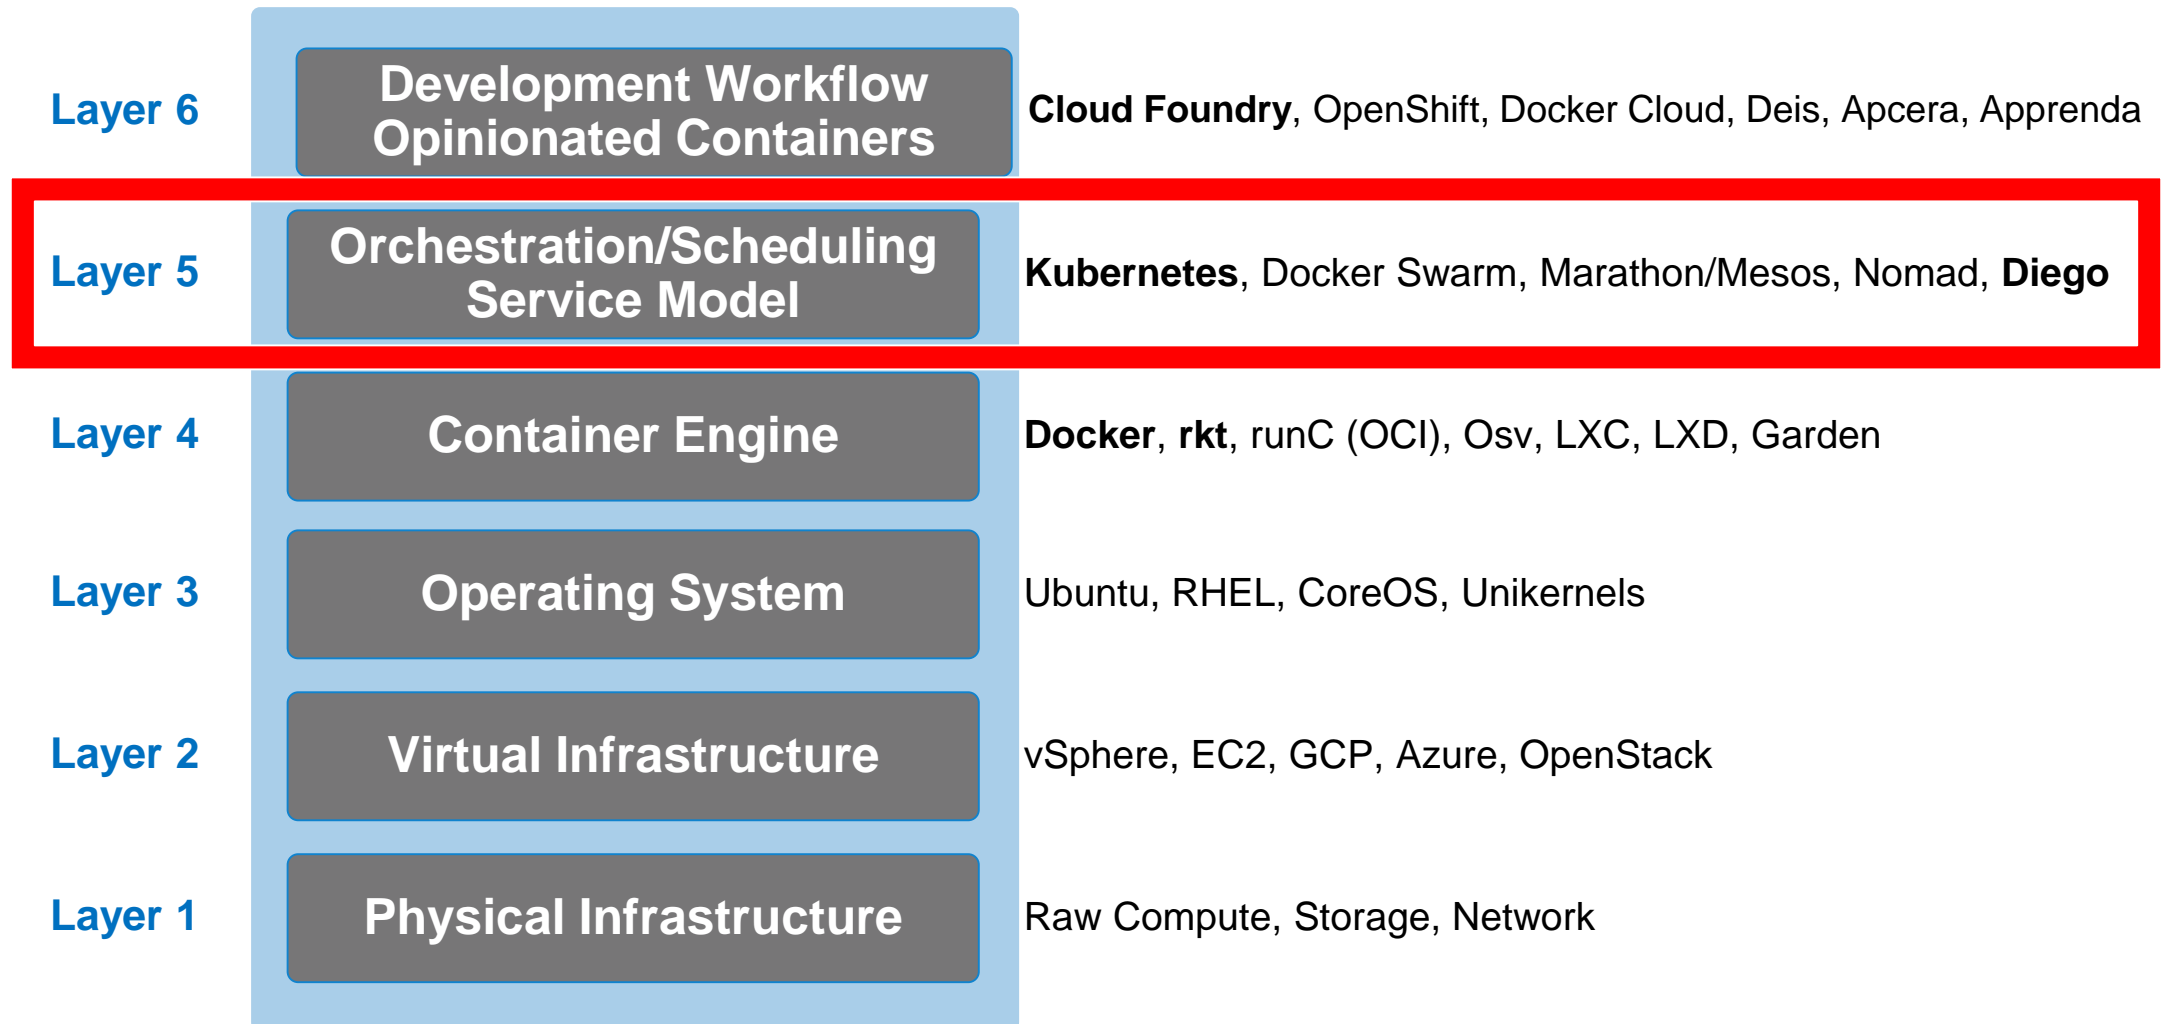 Layer 6
Development Workflow
Opinionated Containers
Cloud Foundry, OpenShift, Docker Cloud, Deis, Apcera, Apprenda
Layer 5
Orchestration/Scheduling
Service Model
Kubernetes, Docker Swarm, Marathon/Mesos, Nomad, Diego
Layer 4
Container Engine
Docker, rkt, runC (OCI), Osv, LXC, LXD, Garden
Layer 3
Operating System
Ubuntu, RHEL, CoreOS, Unikernels
Layer 2
Virtual Infrastructure
vSphere, EC2, GCP, Azure, OpenStack
Layer 1
Physical Infrastructure
Raw Compute, Storage, Network